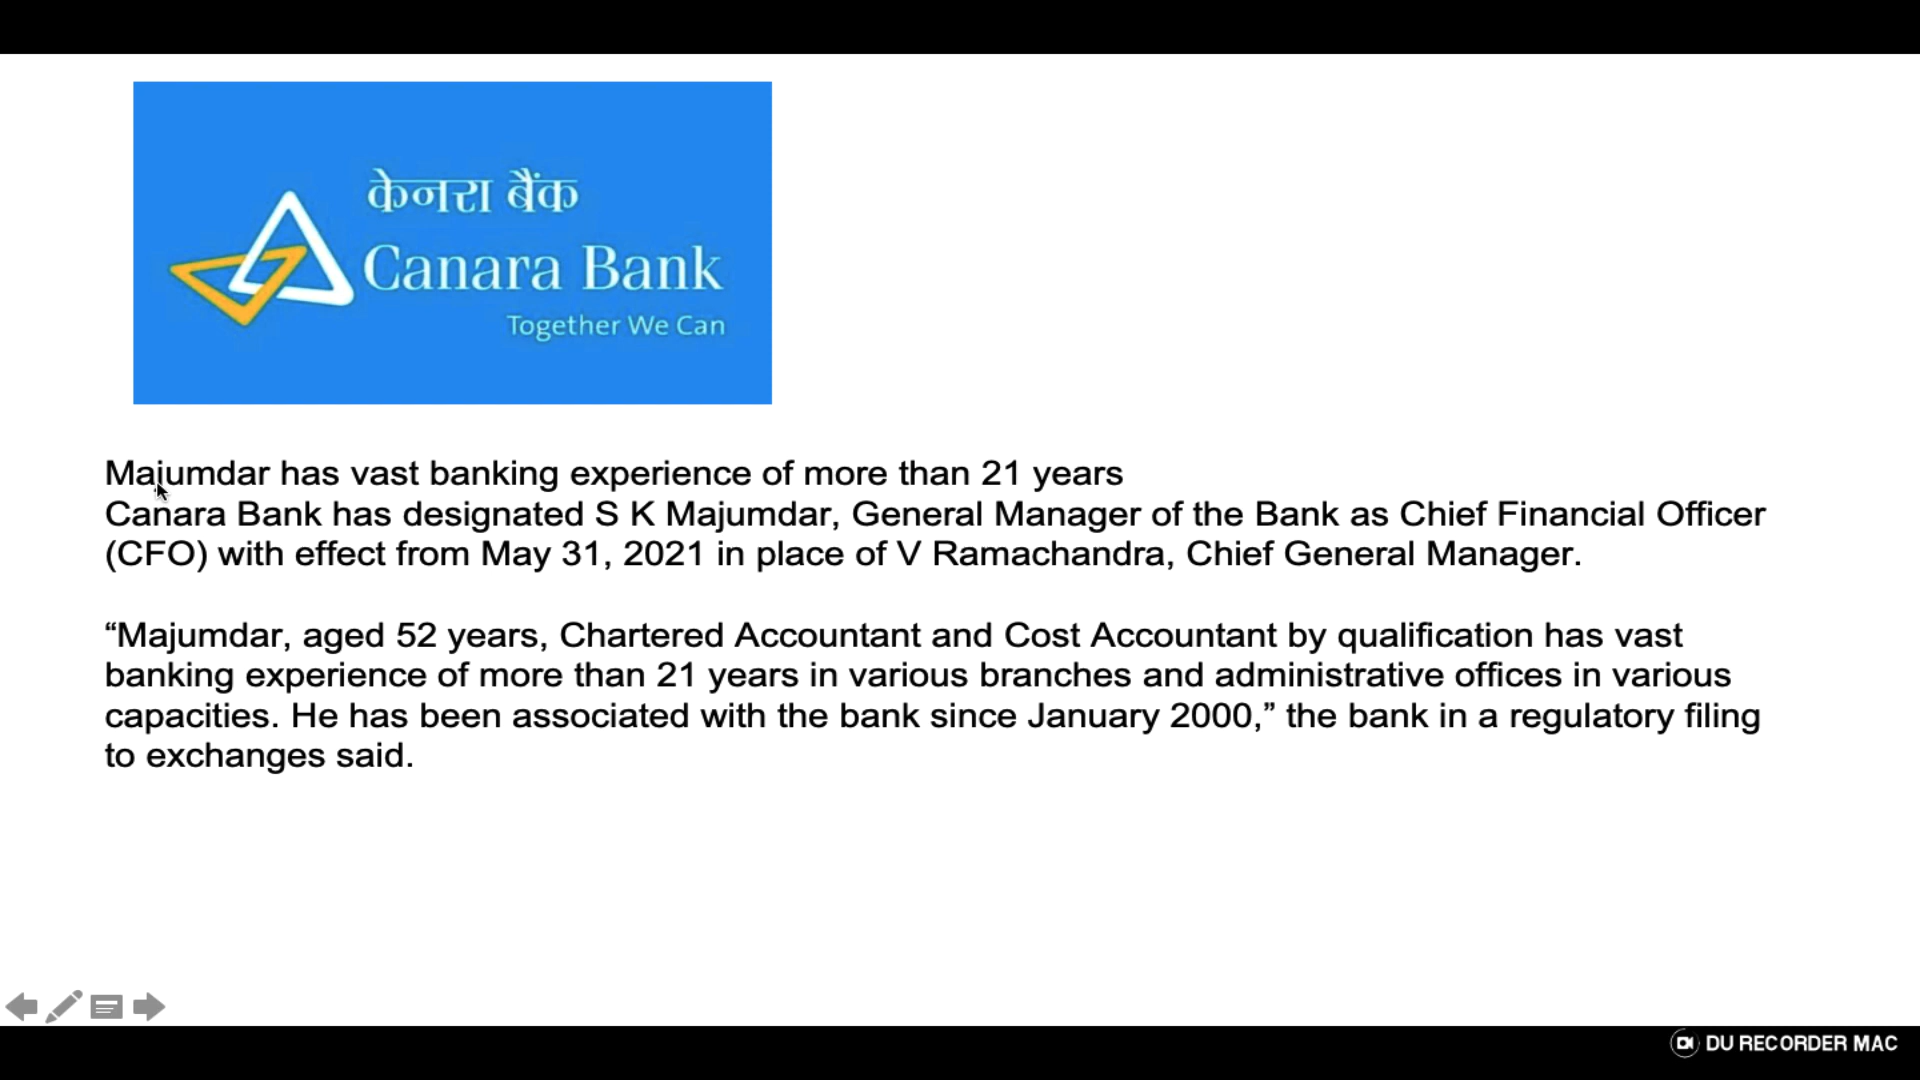 केनरा बैंक
Canara Bank
Together We Can
Majumdar has vast banking experience of more than 21 years
Canara Bank has designated S K Majumdar, General Manager of the Bank as Chief Financial Officer
(CFO) with effect from May 31, 2021 in place of V Ramachandra, Chief General Manager.
“Majumdar, aged 52 years, Chartered Accountant and Cost Accountant by qualification has vast
banking experience of more than 21 years in various branches and administrative offices in various
capacities. He has been associated with the bank since January 2000,” the bank in a regulatory filing
to exchanges said.
DU RECORDER MAC